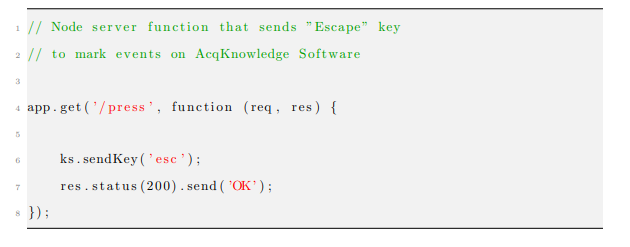 1 // Node server function that sends "Escape" key
2 // to mark events on AcqKnowledge Software
3
4 app.get('/press', function (req, res) {
5
6 ks.sendKey('esc');
7 res.status(200).send('OK');
8 });